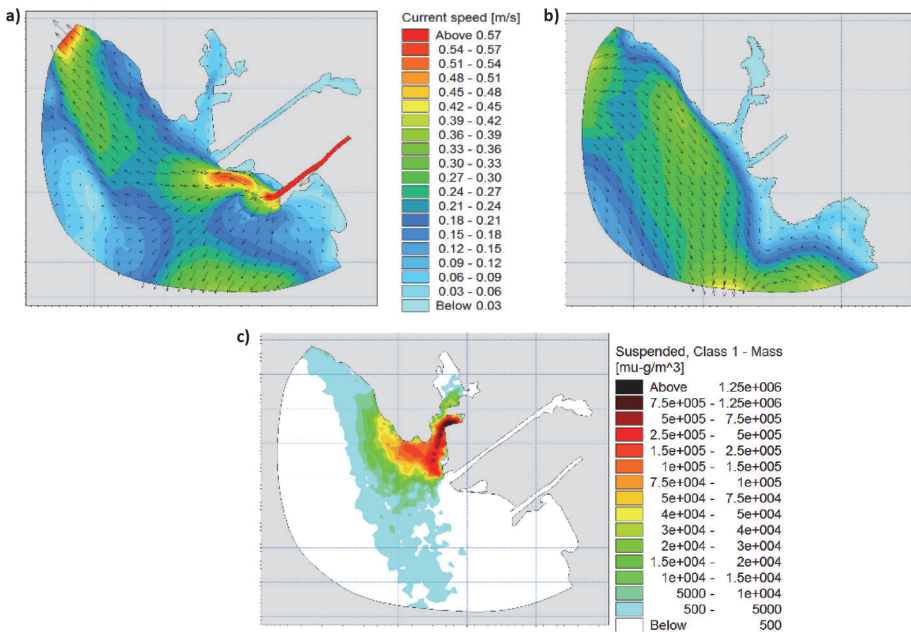 a)
Current speed [m/s]
Above 0.57
0.54 - 0.57
0.51 - 0.54
0.48 - 0.51
0.45 - 0.48
0.42 - 0.45
0.39 - 0.42
0.36 - 0.39
0.33 - 0.36
0.30 - 0.33
0.27 - 0.30
0.24 - 0.27
0.21 - 0.24
0.18 - 0.21
0.15 - 0.18
0.12 - 0.15
0.09 - 0.12
0.06 - 0.09
0.03 - 0.06
Below 0.03
b)
c)
Suspended, Class 1 - Mass
[mu-g/m^3]
Above 1.25e+006
7.5e+005 - 1.25e+006
5e+005 - 7.5e+005
2.5e+005 - 5e+005
1.5e+005 - 2.5e+005
1e+005 - 1.5e+005
7.5e+004 - 1e+005
5e+004 - 7.5e+004
4e+004 - 5e+004
3e+004 - 4e+004
2e+004 - 3e+004
1.5e+004 - 2e+004
1e+004 - 1.5e+004
5000 - 1e+004
500 - 5000
Below 500